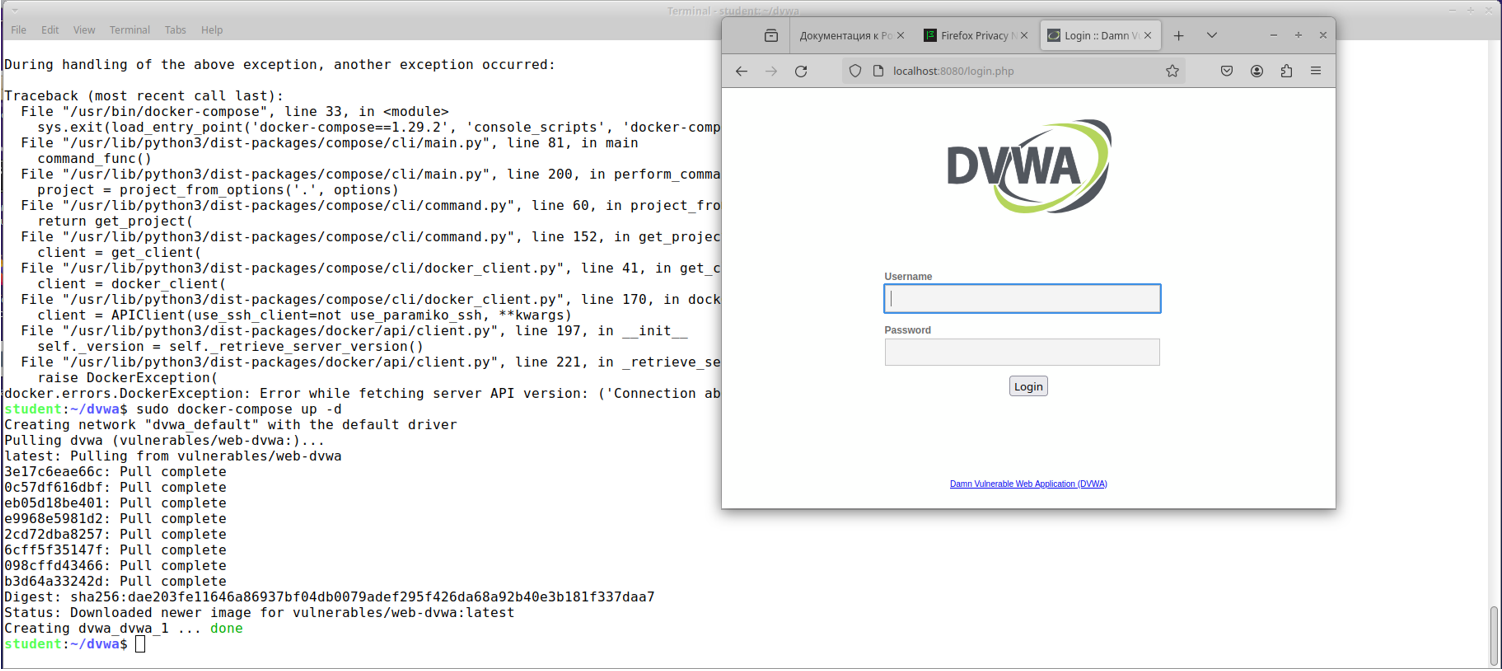 Terminal - student:~/dvwa
File Edit View Terminal Tabs Help
During handling of the above exception, another exception occurred:
Traceback (most recent call last):
  File "/usr/bin/docker-compose", line 33, in <module>
    sys.exit(load_entry_point('docker-compose==1.29.2', 'console_scripts', 'docker-comp
  File "/usr/lib/python3/dist-packages/compose/cli/main.py", line 81, in main
    command_func()
  File "/usr/lib/python3/dist-packages/compose/cli/main.py", line 200, in perform_comma
    project = project_from_options('.', options)
  File "/usr/lib/python3/dist-packages/compose/cli/command.py", line 60, in project_fro
    return get_project(
  File "/usr/lib/python3/dist-packages/compose/cli/command.py", line 152, in get_projec
    client = get_client(
  File "/usr/lib/python3/dist-packages/compose/cli/docker_client.py", line 41, in get_c
    client = docker_client(
  File "/usr/lib/python3/dist-packages/compose/cli/docker_client.py", line 170, in dock
    client = APIClient(use_ssh_client=not use_paramiko_ssh, **kwargs)
  File "/usr/lib/python3/dist-packages/docker/api/client.py", line 197, in __init__
    self._version = self._retrieve_server_version()
  File "/usr/lib/python3/dist-packages/docker/api/client.py", line 221, in _retrieve_se
    raise DockerException(
docker.errors.DockerException: Error while fetching server API version: ('Connection ab
student:~/dvwa$ sudo docker-compose up -d
Creating network "dvwa_default" with the default driver
Pulling dvwa (vulnerables/web-dvwa:)...
latest: Pulling from vulnerables/web-dvwa
3e17c6eae66c: Pull complete
0c57df616dbf: Pull complete
eb05d18be401: Pull complete
e9968e5981d2: Pull complete
2cd72dba8257: Pull complete
6cff5f35147f: Pull complete
098cffd43466: Pull complete
b3d64a33242d: Pull complete
Digest: sha256:dae203fe11646a86937bf04db0079adef295f426da68a92b40e3b181f337daa7
Status: Downloaded newer image for vulnerables/web-dvwa:latest
Creating dvwa_dvwa_1 ... done
student:~/dvwa$
Документация к Po Firefox Privacy N Login :: Damn Vu
localhost:8080/login.php
DVWA
Username
Password
Login
Damn Vulnerable Web Application (DVWA)